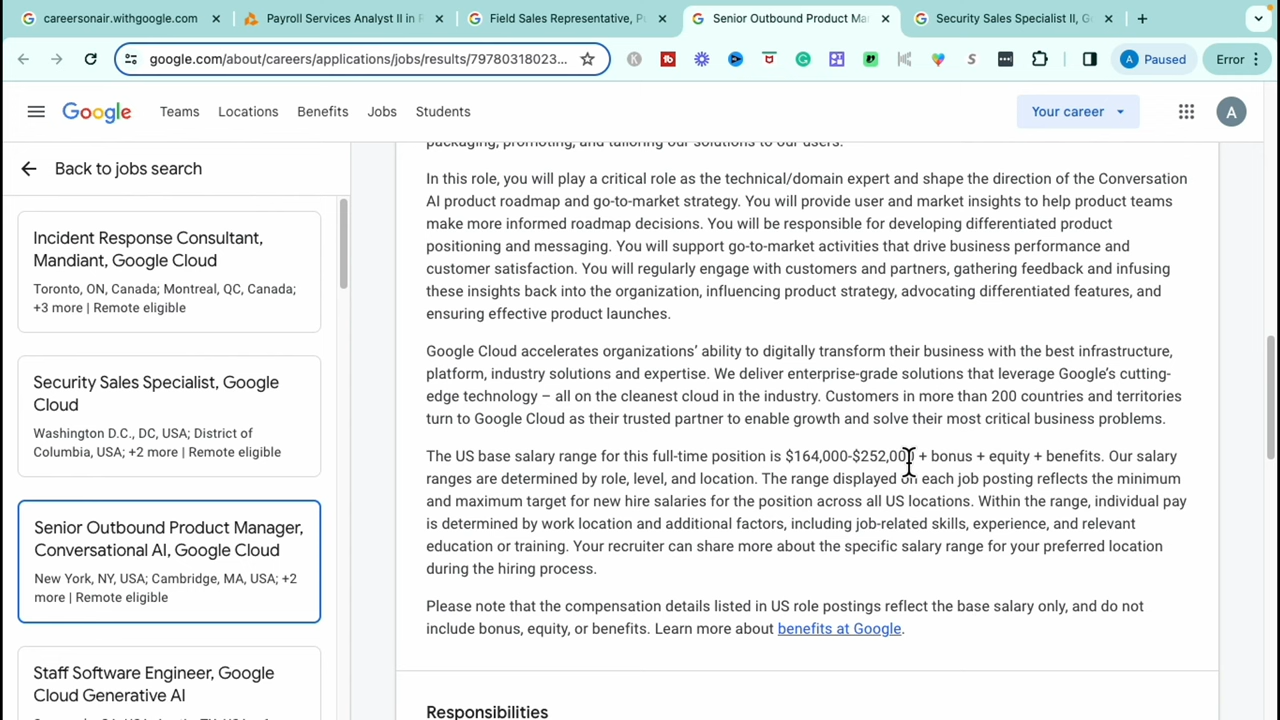 careersonair.withgoogle.com
Payroll Services Analyst II in R
Field Sales Representative, Pu
Senior Outbound Product Man
Security Sales Specialist II, G
google.com/about/careers/applications/jobs/results/79780318023...
Paused
Error
Google
Teams
Locations
Benefits
Jobs
Students
Your career
A
Back to jobs search
Incident Response Consultant,
Mandiant, Google Cloud
Toronto, ON, Canada; Montreal, QC, Canada;
+3 more | Remote eligible
Security Sales Specialist, Google
Cloud
Washington D.C., DC, USA; District of
Columbia, USA; +2 more | Remote eligible
Senior Outbound Product Manager,
Conversational AI, Google Cloud
New York, NY, USA; Cambridge, MA, USA; +2
more | Remote eligible
Staff Software Engineer, Google
Cloud Generative AI
packaging, promoting, and tailoring our solutions to our users.
In this role, you will play a critical role as the technical/domain expert and shape the direction of the Conversation
AI product roadmap and go-to-market strategy. You will provide user and market insights to help product teams
make more informed roadmap decisions. You will be responsible for developing differentiated product
positioning and messaging. You will support go-to-market activities that drive business performance and
customer satisfaction. You will regularly engage with customers and partners, gathering feedback and infusing
these insights back into the organization, influencing product strategy, advocating differentiated features, and
ensuring effective product launches.
Google Cloud accelerates organizations’ ability to digitally transform their business with the best infrastructure,
platform, industry solutions and expertise. We deliver enterprise-grade solutions that leverage Google’s cutting-
edge technology – all on the cleanest cloud in the industry. Customers in more than 200 countries and territories
turn to Google Cloud as their trusted partner to enable growth and solve their most critical business problems.
The US base salary range for this full-time position is $164,000-$252,000 + bonus + equity + benefits. Our salary
ranges are determined by role, level, and location. The range displayed on each job posting reflects the minimum
and maximum target for new hire salaries for the position across all US locations. Within the range, individual pay
is determined by work location and additional factors, including job-related skills, experience, and relevant
education or training. Your recruiter can share more about the specific salary range for your preferred location
during the hiring process.
Please note that the compensation details listed in US role postings reflect the base salary only, and do not
include bonus, equity, or benefits. Learn more about benefits at Google.
Responsibilities